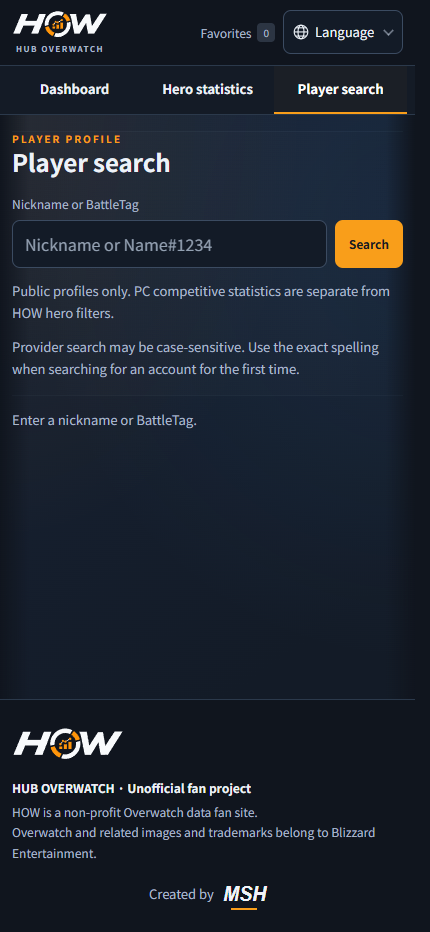 HOW
HUB OVERWATCH
Favorites 0
Language
Dashboard Hero statistics Player search
PLAYER PROFILE
Player search
Nickname or BattleTag
Nickname or Name#1234
Search
Public profiles only. PC competitive statistics are separate from
HOW hero filters.
Provider search may be case-sensitive. Use the exact spelling
when searching for an account for the first time.
Enter a nickname or BattleTag.
HOW
HUB OVERWATCH · Unofficial fan project
HOW is a non-profit Overwatch data fan site.
Overwatch and related images and trademarks belong to Blizzard
Entertainment.
Created by MSH